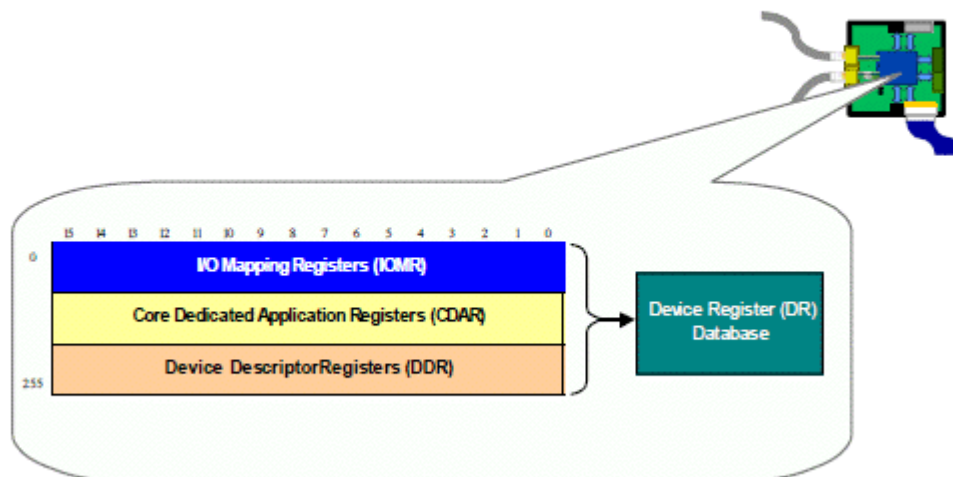 15 14 13 12 11 10 9 8 7 6 5 4 3 2 1 0
0
I/O Mapping Registers (IOMR)
Core Dedicated Application Registers (CDAR)
Device DescriptorRegisters (DDR)
255
Device Register (DR)
Database